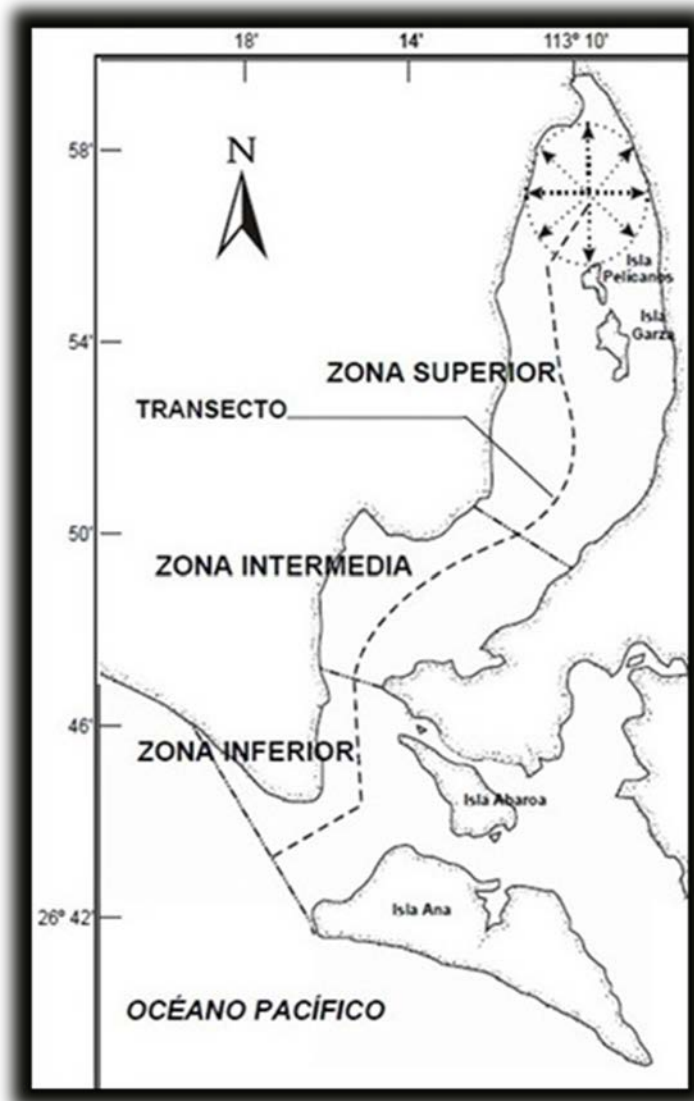 18'
14'
113° 10'
N
58'
Isla
Pelicanos
Isla
Garza
54'
ZONA SUPERIOR
TRANSECTO
50'
ZONA INTERMEDIA
46'
ZONA INFERIOR
Isla Abaroa
26° 42'
Isla Ana
OCÉANO PACÍFICO